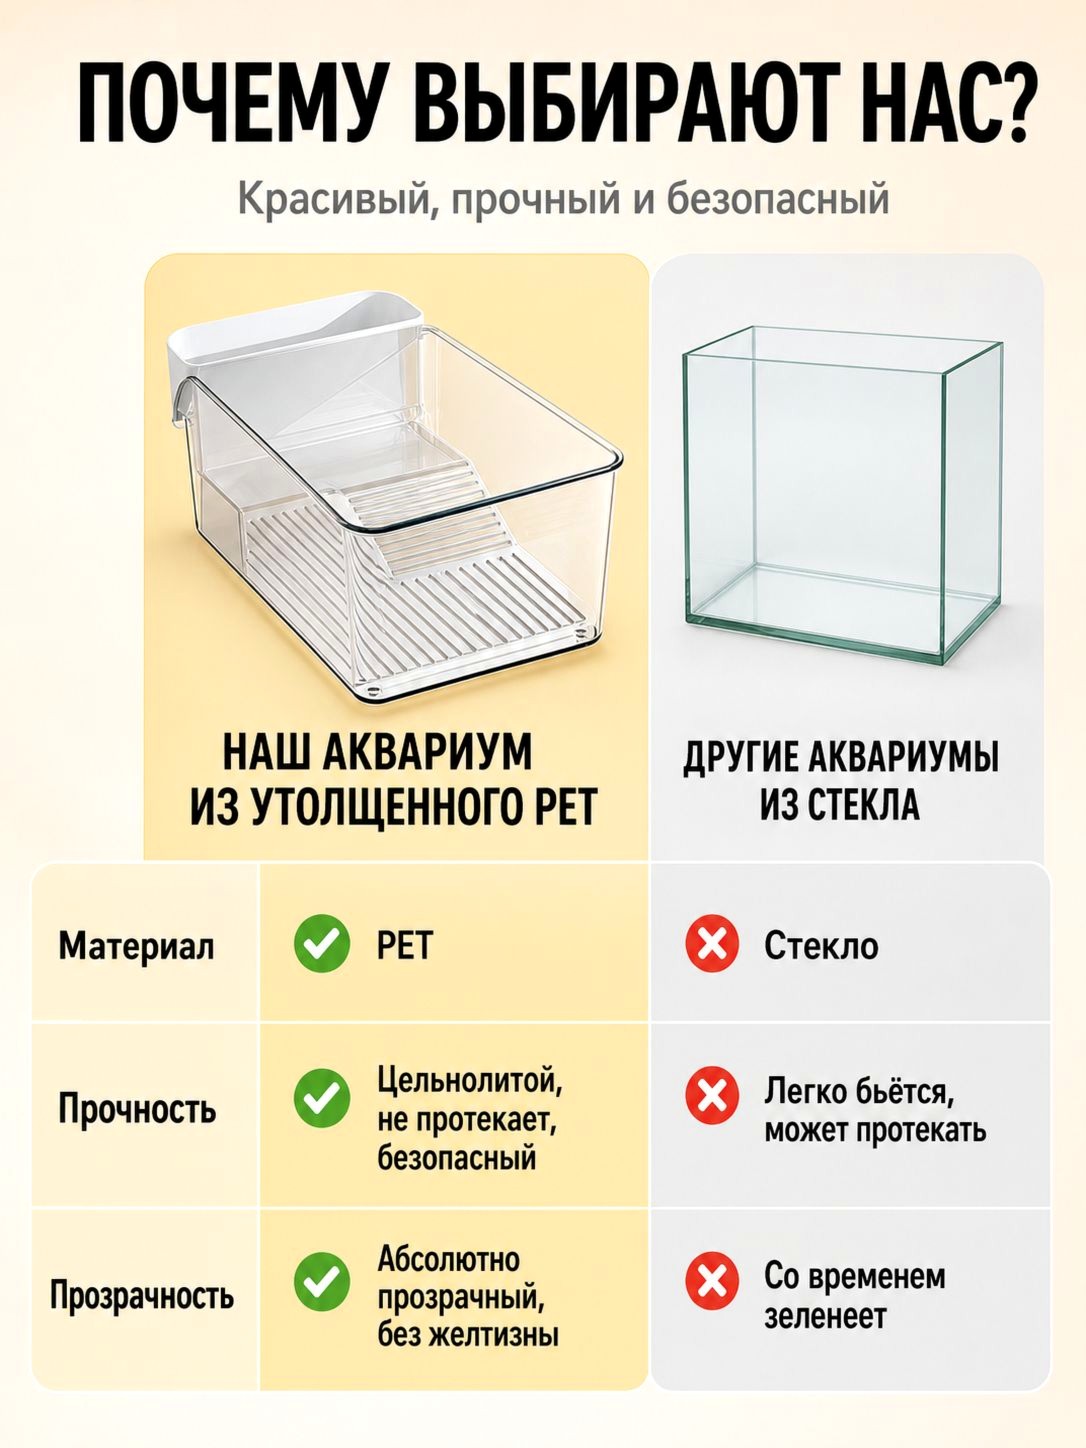 ПОЧЕМУ ВЫБИРАЮТ НАС?
Красивый, прочный и безопасный
НАШ АКВАРИУМ
ИЗ УТОЛЩЕННОГО PET
ДРУГИЕ АКВАРИУМЫ
ИЗ СТЕКЛА
Материал
PET
Стекло
Прочность
Цельнолитой,
не протекает,
безопасный
Легко бьётся,
может протекать
Прозрачность
Абсолютно
прозрачный,
без желтизны
Со временем
зеленеет